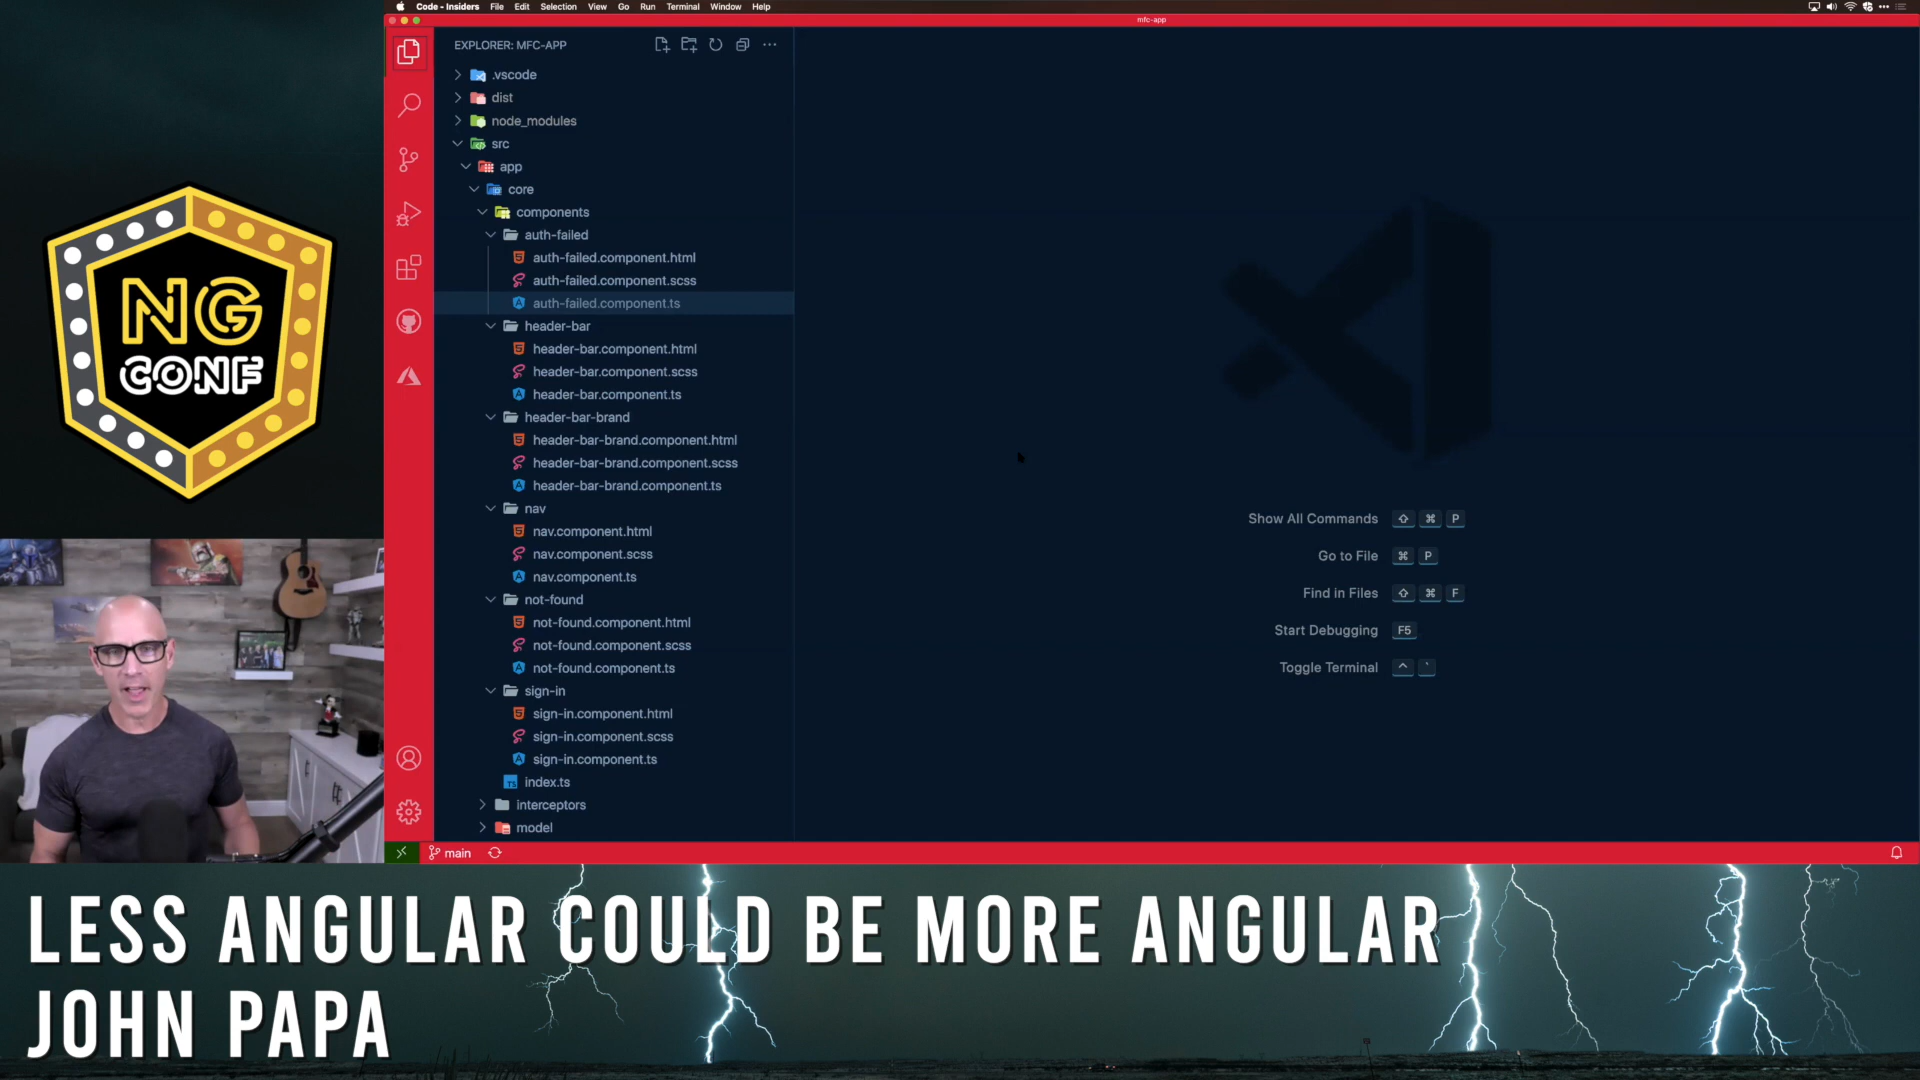 Code - Insiders File Edit Selection View Go Run Terminal Window Help
mfc-app
EXPLORER: MFC-APP
.vscode
dist
node_modules
src
app
core
components
auth-failed
auth-failed.component.html
auth-failed.component.scss
auth-failed.component.ts
header-bar
header-bar.component.html
header-bar.component.scss
header-bar.component.ts
header-bar-brand
header-bar-brand.component.html
header-bar-brand.component.scss
header-bar-brand.component.ts
nav
nav.component.html
nav.component.scss
nav.component.ts
not-found
not-found.component.html
not-found.component.scss
not-found.component.ts
sign-in
sign-in.component.html
sign-in.component.scss
sign-in.component.ts
TS index.ts
interceptors
model
main
Show All Commands ⇧ ⌘ P
Go to File ⌘ P
Find in Files ⇧ ⌘ F
Start Debugging F5
Toggle Terminal ^ `
NG
CONF
LESS ANGULAR COULD BE MORE ANGULAR
JOHN PAPA